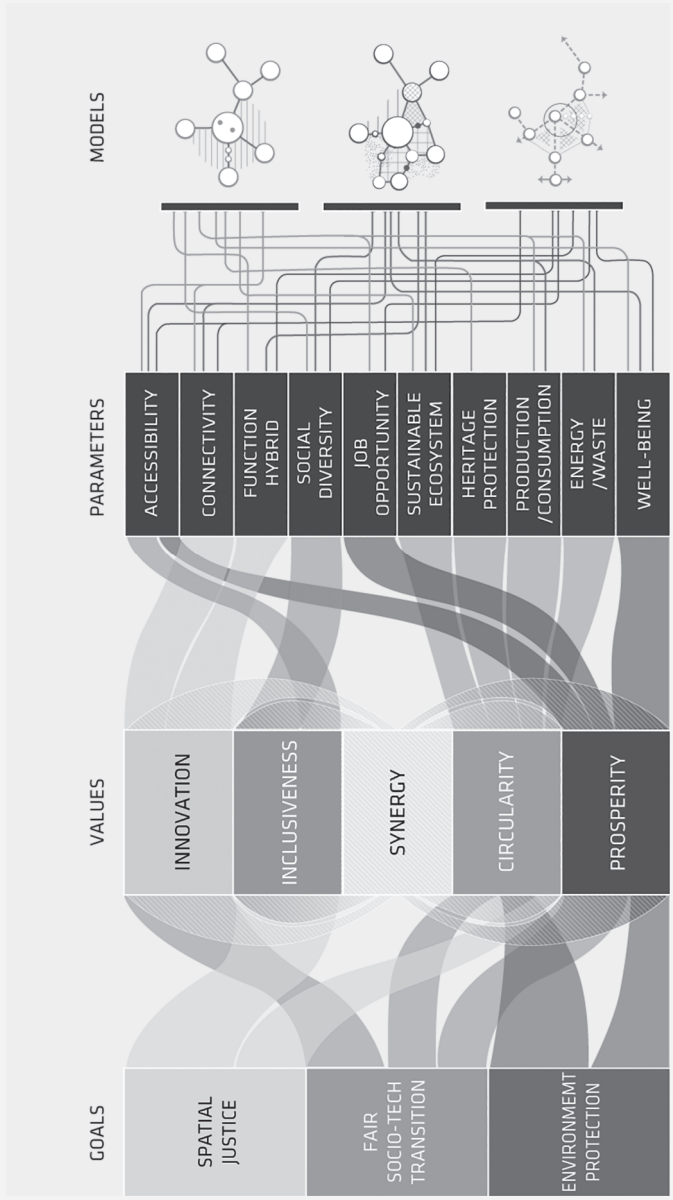 MODELS
PARAMETERS
ACCESSIBILITY
CONNECTIVITY
FUNCTION
HYBRID
SOCIAL
DIVERSITY
JOB
OPPORTUNITY
SUSTAINABLE
ECOSYSTEM
HERITAGE
PROTECTION
PRODUCTION
/CONSUMPTION
ENERGY
/WASTE
WELL-BEING
VALUES
INNOVATION
INCLUSIVENESS
SYNERGY
CIRCULARITY
PROSPERITY
GOALS
SPATIAL
JUSTICE
FAIR
SOCIO-TECH
TRANSITION
ENVIRONMEMT
PROTECTION